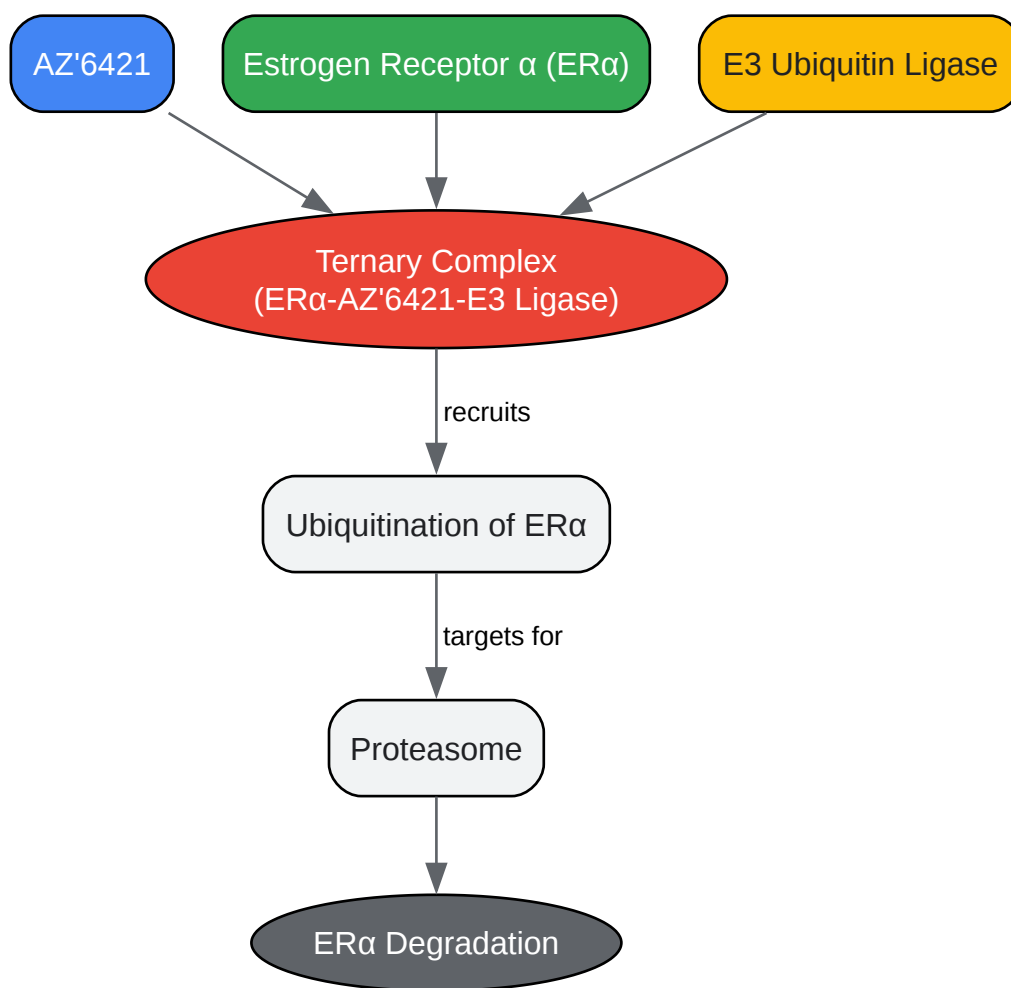 AZ'6421
Estrogen Receptor α (ERα)
E3 Ubiquitin Ligase
Ternary Complex
(ERα-AZ'6421-E3 Ligase)
recruits
Ubiquitination of ERα
targets for
Proteasome
ERα Degradation